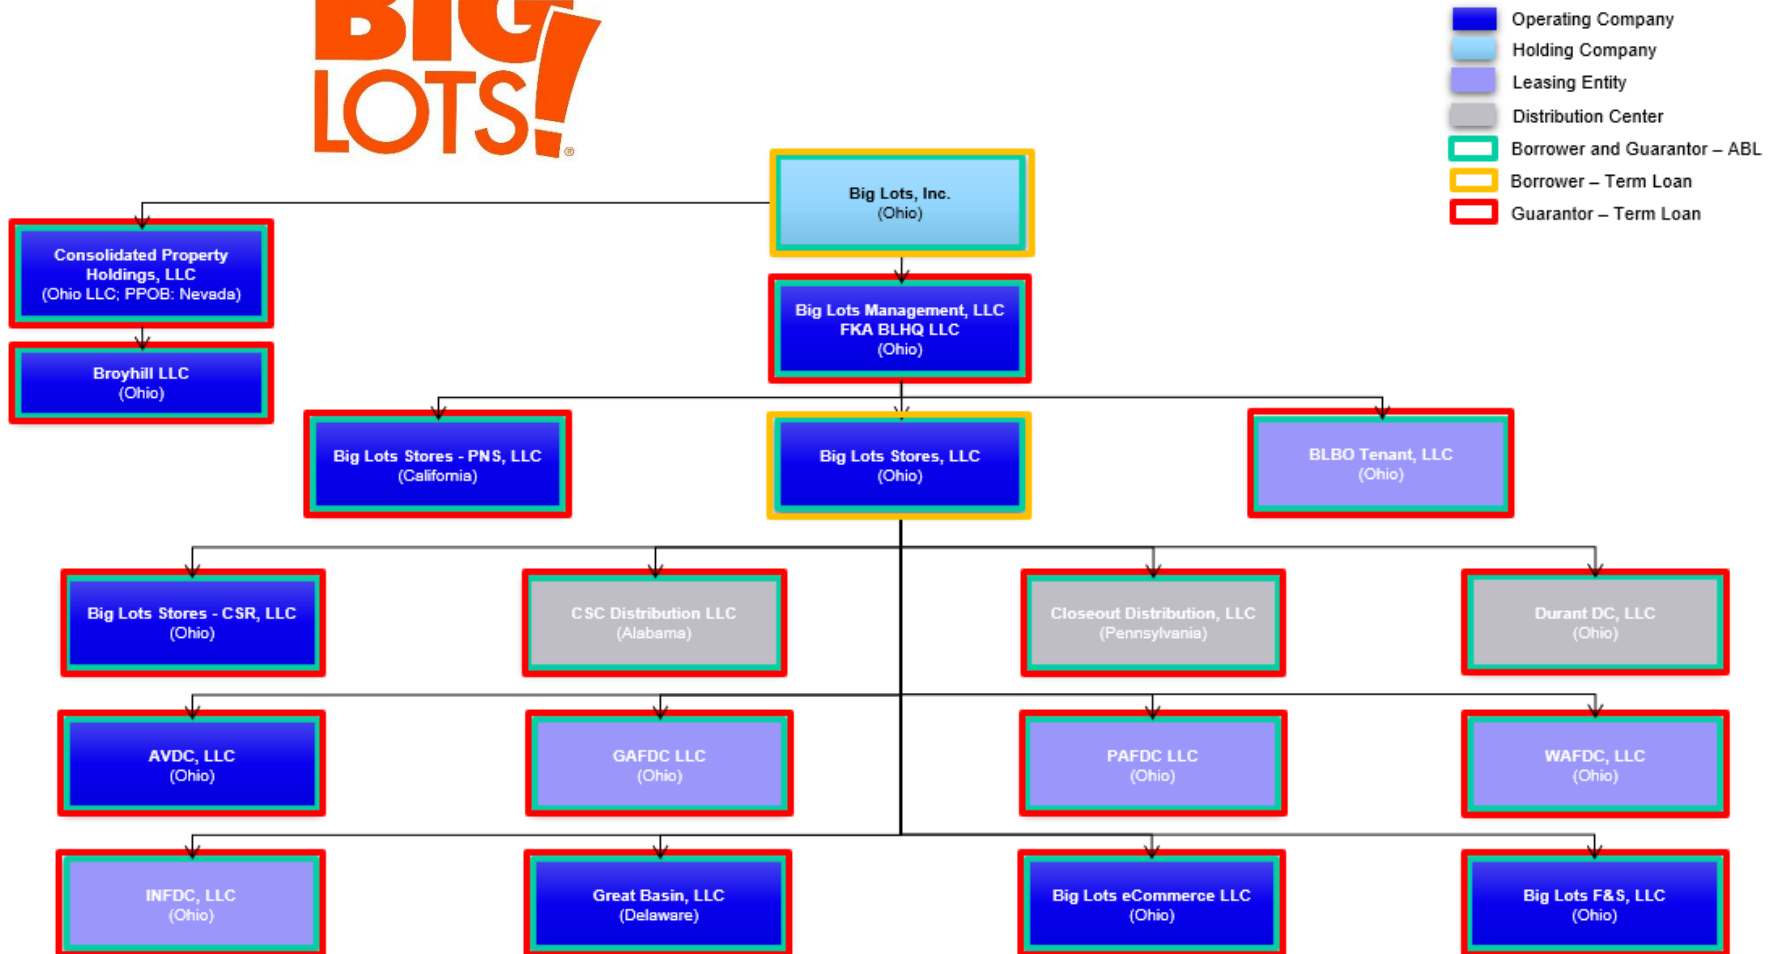 BIG
LOTS!
®
Operating Company
Holding Company
Leasing Entity
Distribution Center
Borrower and Guarantor – ABL
Borrower – Term Loan
Guarantor – Term Loan
Big Lots, Inc.
(Ohio)
Consolidated Property
Holdings, LLC
(Ohio LLC; PPOB: Nevada)
Big Lots Management, LLC
FKA BLHQ LLC
(Ohio)
Broyhill LLC
(Ohio)
Big Lots Stores - PNS, LLC
(California)
Big Lots Stores, LLC
(Ohio)
BLBO Tenant, LLC
(Ohio)
Big Lots Stores - CSR, LLC
(Ohio)
CSC Distribution LLC
(Alabama)
Closeout Distribution, LLC
(Pennsylvania)
Durant DC, LLC
(Ohio)
AVDC, LLC
(Ohio)
GAFDC LLC
(Ohio)
PAFDC LLC
(Ohio)
WAFDC, LLC
(Ohio)
INFDC, LLC
(Ohio)
Great Basin, LLC
(Delaware)
Big Lots eCommerce LLC
(Ohio)
Big Lots F&S, LLC
(Ohio)